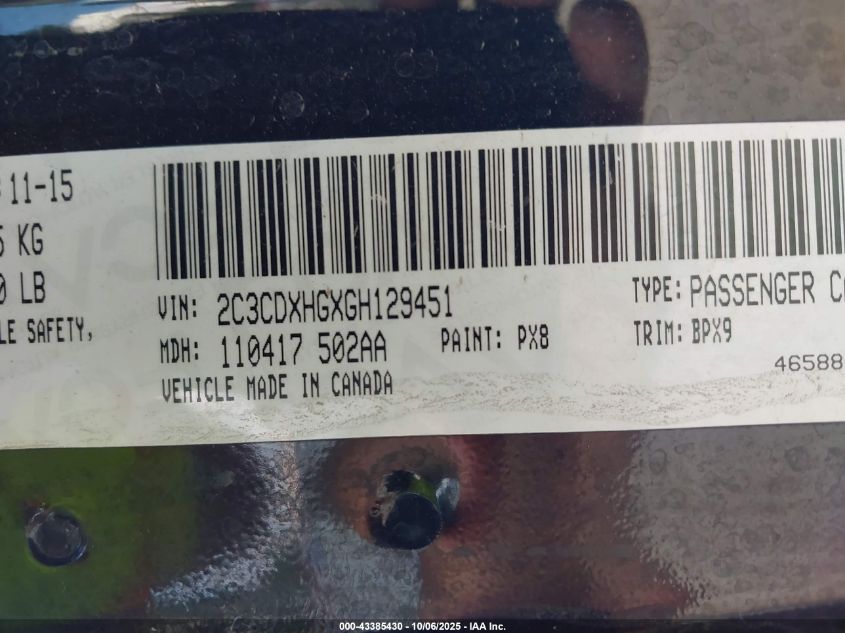 11-15
KG
LB
SAFETY,
VIN: 2C3CDXHGXGH129451
MDH: 110417 502AA PAINT: PX8
VEHICLE MADE IN CANADA
TYPE: PASSENGER
TRIM: BPX9
46588
000-43385430 - 10/06/2025 - IAA Inc.